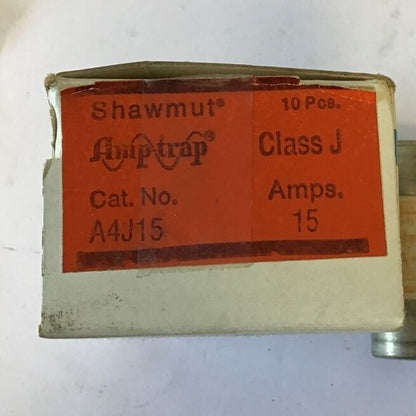 Shawmut® 10 Pcs.
Amp-trap® Class J
Cat. No. Amps.
A4J15 15